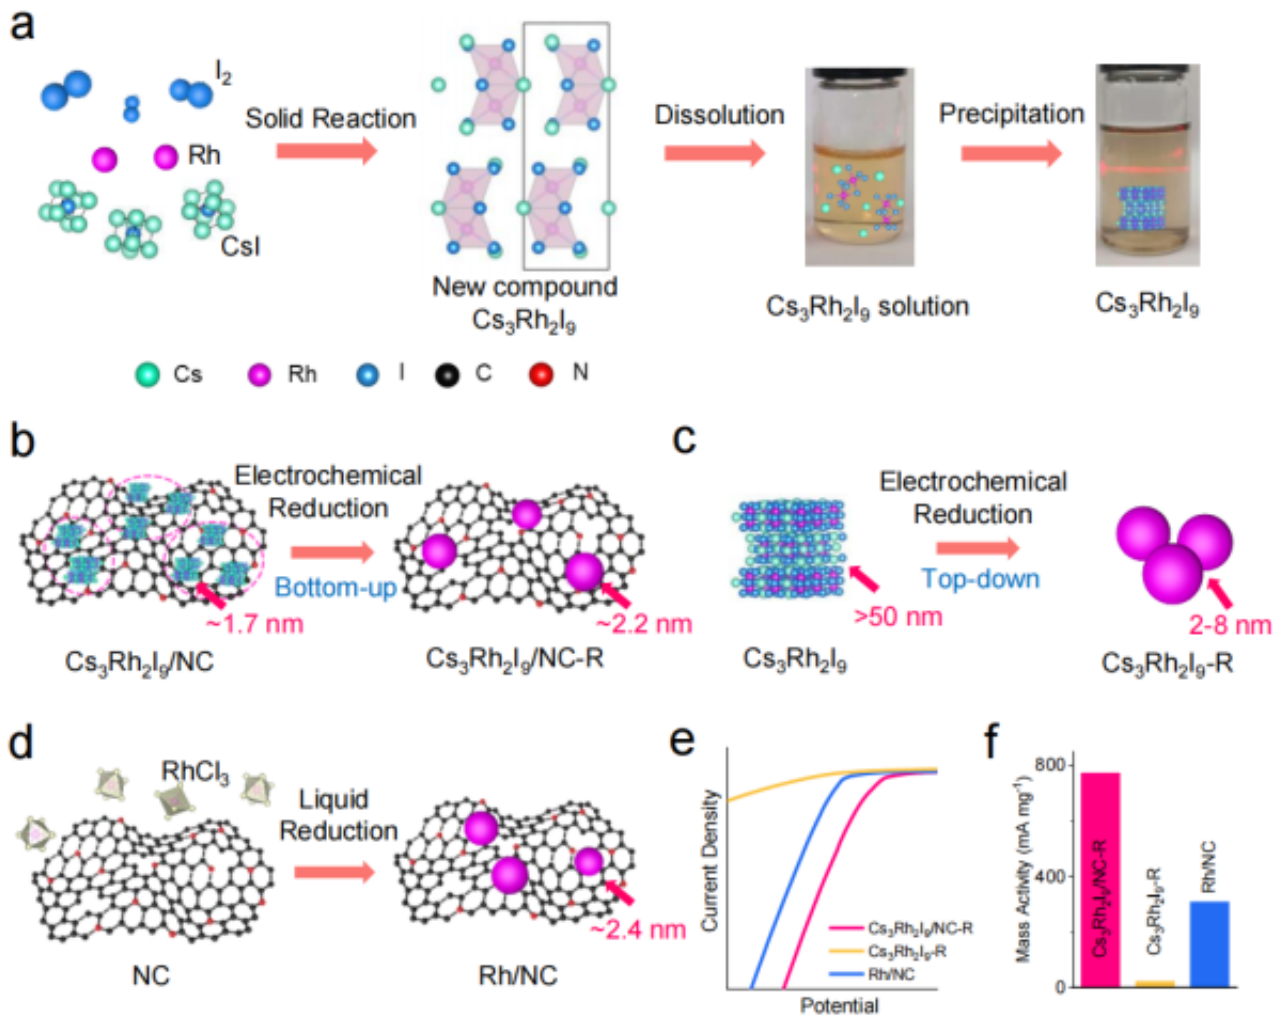 a
I₂
Solid Reaction
Rh
CsI
New compound
Cs₃Rh₂I₉
Dissolution
Precipitation
Cs₃Rh₂I₉ solution
Cs₃Rh₂I₉
Cs Rh I C N
b
Electrochemical
Reduction
Bottom-up
~1.7 nm
~2.2 nm
Cs₃Rh₂I₉/NC
Cs₃Rh₂I₉/NC-R
c
Electrochemical
Reduction
Top-down
>50 nm
2-8 nm
Cs₃Rh₂I₉
Cs₃Rh₂I₉-R
d
RhCl₃
Liquid
Reduction
~2.4 nm
NC
Rh/NC
e
Current Density
Cs₃Rh₂I₉/NC-R
Cs₃Rh₂I₉-R
Rh/NC
Potential
f
Mass Activity (mA mg⁻¹)
800
400
0
Cs₃Rh₂I₉/NC-R
Cs₃Rh₂I₉-R
Rh/NC